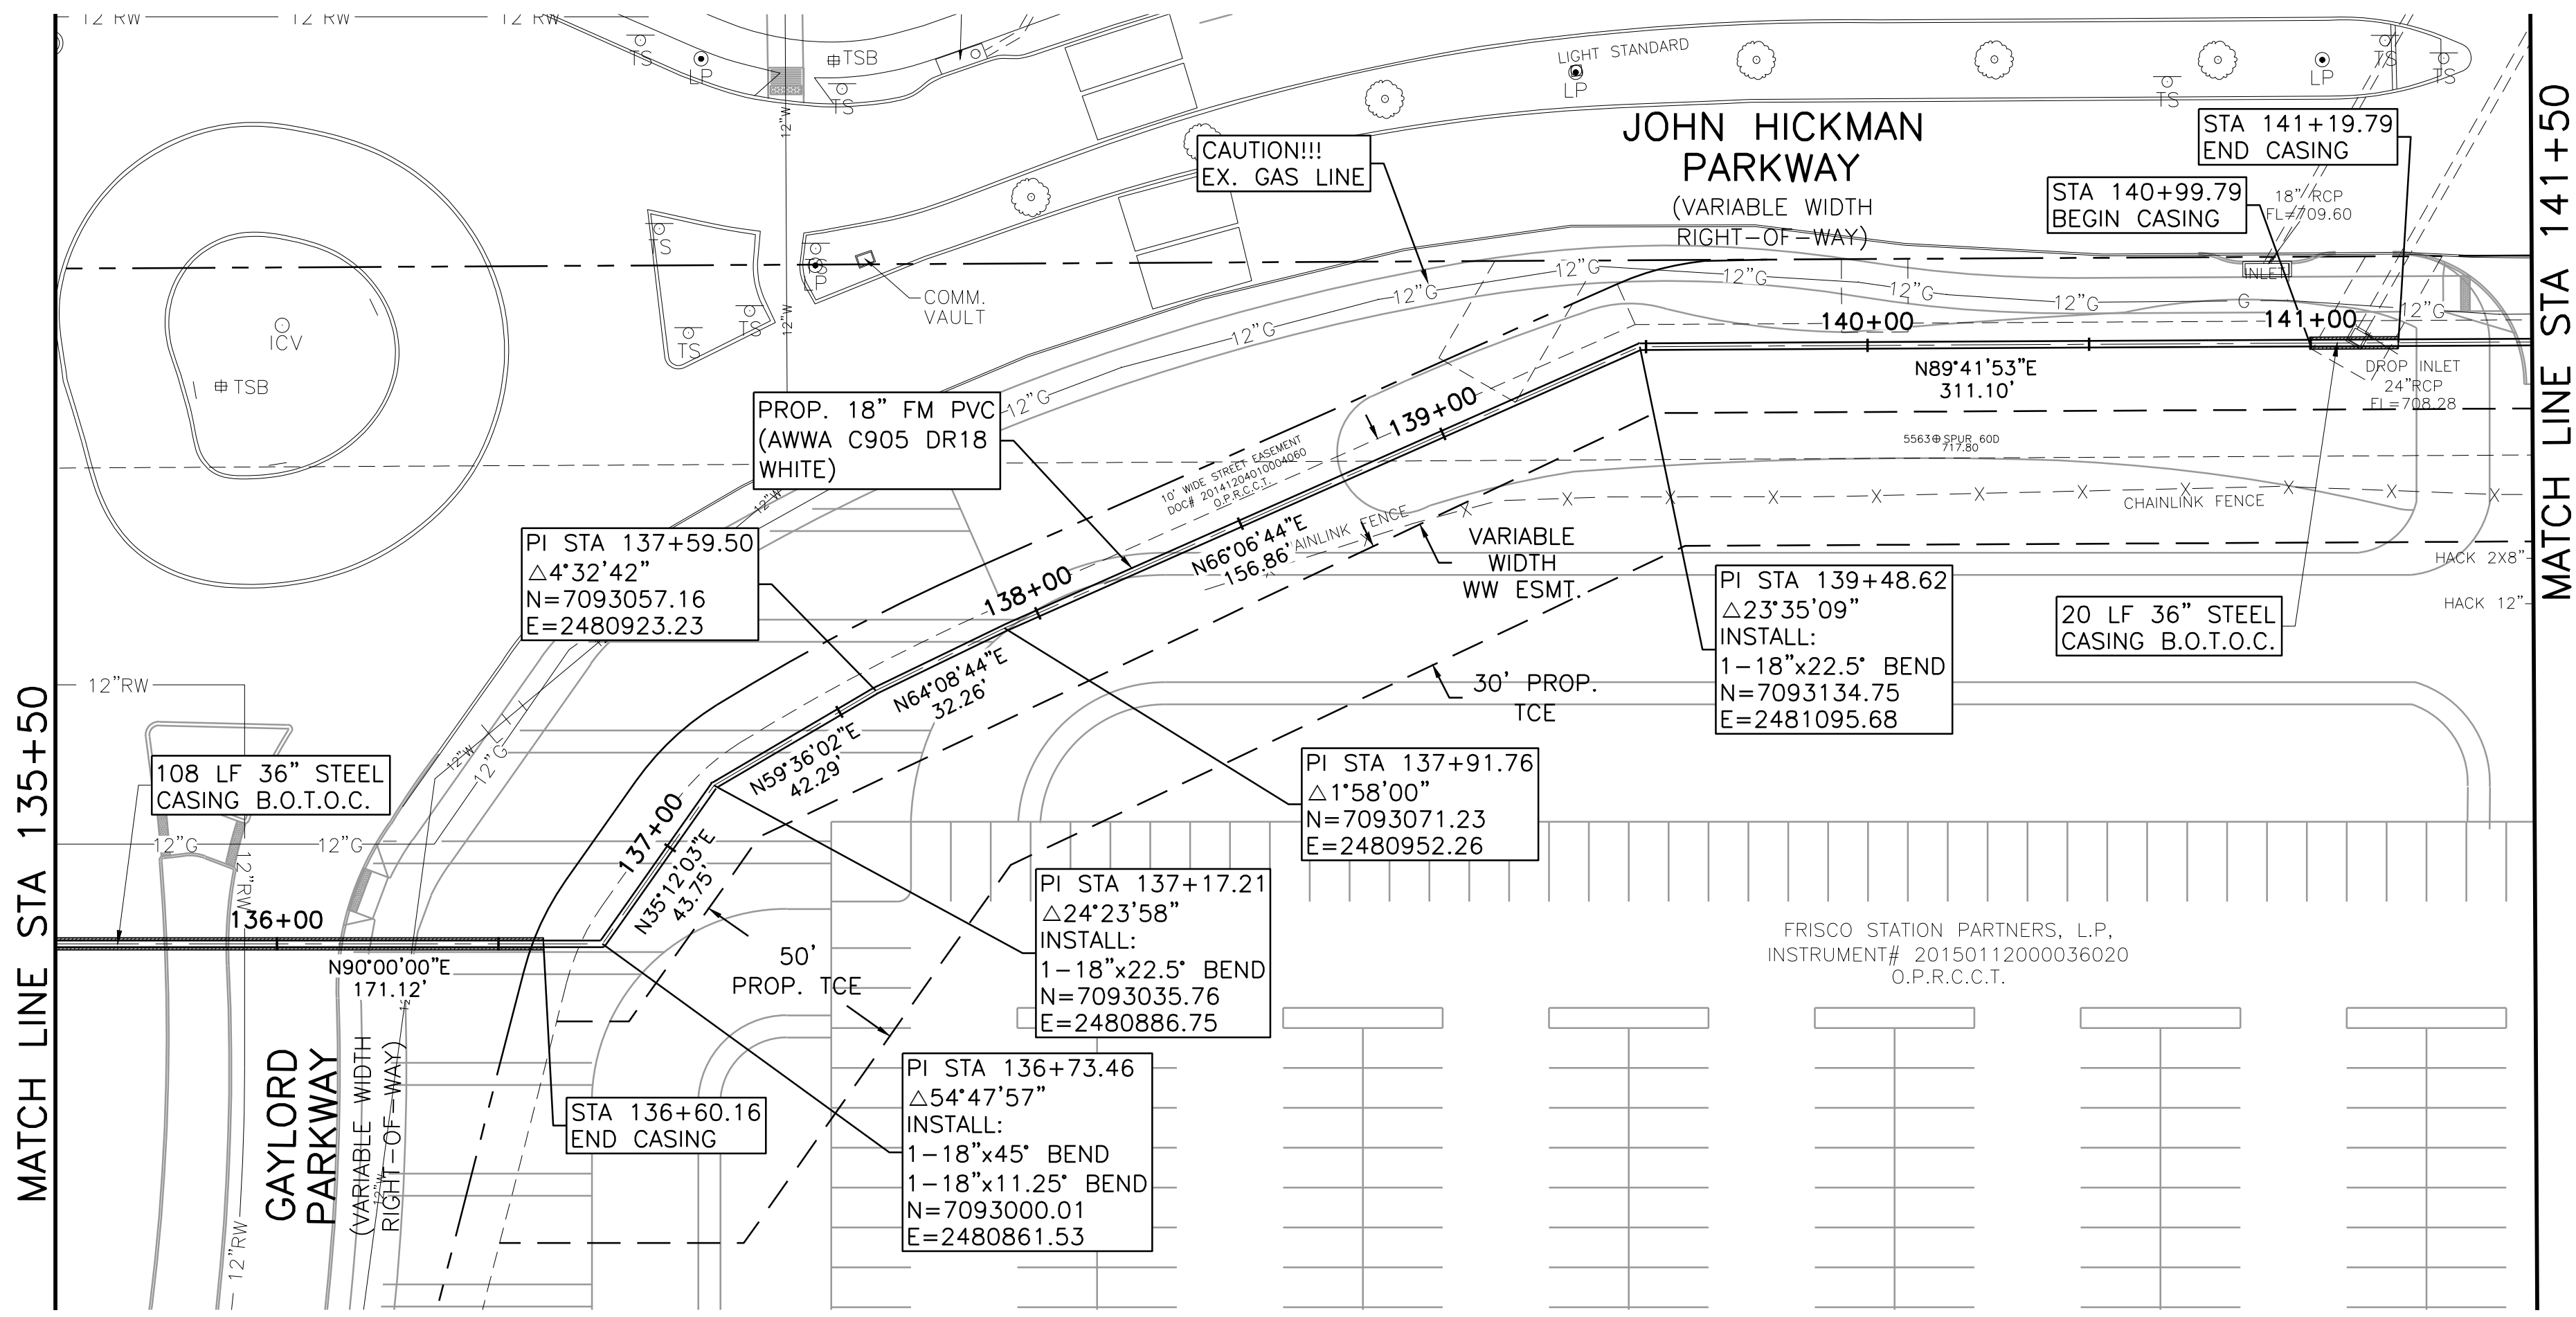 12"RW
12"RW
12"RW
TS
LP
TSB
TS
12"W
LIGHT STANDARD
LP
TS
TS
TS
JOHN HICKMAN
PARKWAY
(VARIABLE WIDTH
RIGHT-OF-WAY)
CAUTION!!!
EX. GAS LINE
STA 141+19.79
END CASING
STA 140+99.79
BEGIN CASING
18" RCP
FL=709.60
INLET
MATCH LINE STA 141+50
TS
TS
TS
TS
LP
COMM.
VAULT
12"W
ICV
TSB
12"G
12"G
12"G
12"G
12"G
12"G
12"G
G
12"G
12"G
140+00
141+00
N89°41'53"E
311.10'
DROP INLET
24"RCP
FL=708.28
PROP. 18" FM PVC
(AWWA C905 DR18
WHITE)
139+00
10' WIDE STREET EASEMENT
DOC# 20141204010004060
O.P.R.C.C.T.
5563 SPUR 60D
717.80
CHAINLINK FENCE
AINLINK FENCE
12"W
PI STA 137+59.50
△4°32'42"
N=7093057.16
E=2480923.23
138+00
N66°06'44"E
156.86'
VARIABLE
WIDTH
WW ESMT.
HACK 2X8"
HACK 12"
PI STA 139+48.62
△23°35'09"
INSTALL:
1-18"x22.5° BEND
N=7093134.75
E=2481095.68
20 LF 36" STEEL
CASING B.O.T.O.C.
12"RW
N64°08'44"E
32.26'
30' PROP.
TCE
12"W
12"G
N59°36'02"E
42.29'
MATCH LINE STA 135+50
108 LF 36" STEEL
CASING B.O.T.O.C.
PI STA 137+91.76
△1°58'00"
N=7093071.23
E=2480952.26
12"G
12"G
12"RW
137+00
N35°12'03"E
43.75'
PI STA 137+17.21
△24°23'58"
INSTALL:
1-18"x22.5° BEND
N=7093035.76
E=2480886.75
136+00
N90°00'00"E
171.12'
50'
PROP. TCE
FRISCO STATION PARTNERS, L.P,
INSTRUMENT# 20150112000036020
O.P.R.C.C.T.
GAYLORD
PARKWAY
(VARIABLE WIDTH
RIGHT-OF-WAY)
12"W
12"RW
STA 136+60.16
END CASING
PI STA 136+73.46
△54°47'57"
INSTALL:
1-18"x45° BEND
1-18"x11.25° BEND
N=7093000.01
E=2480861.53